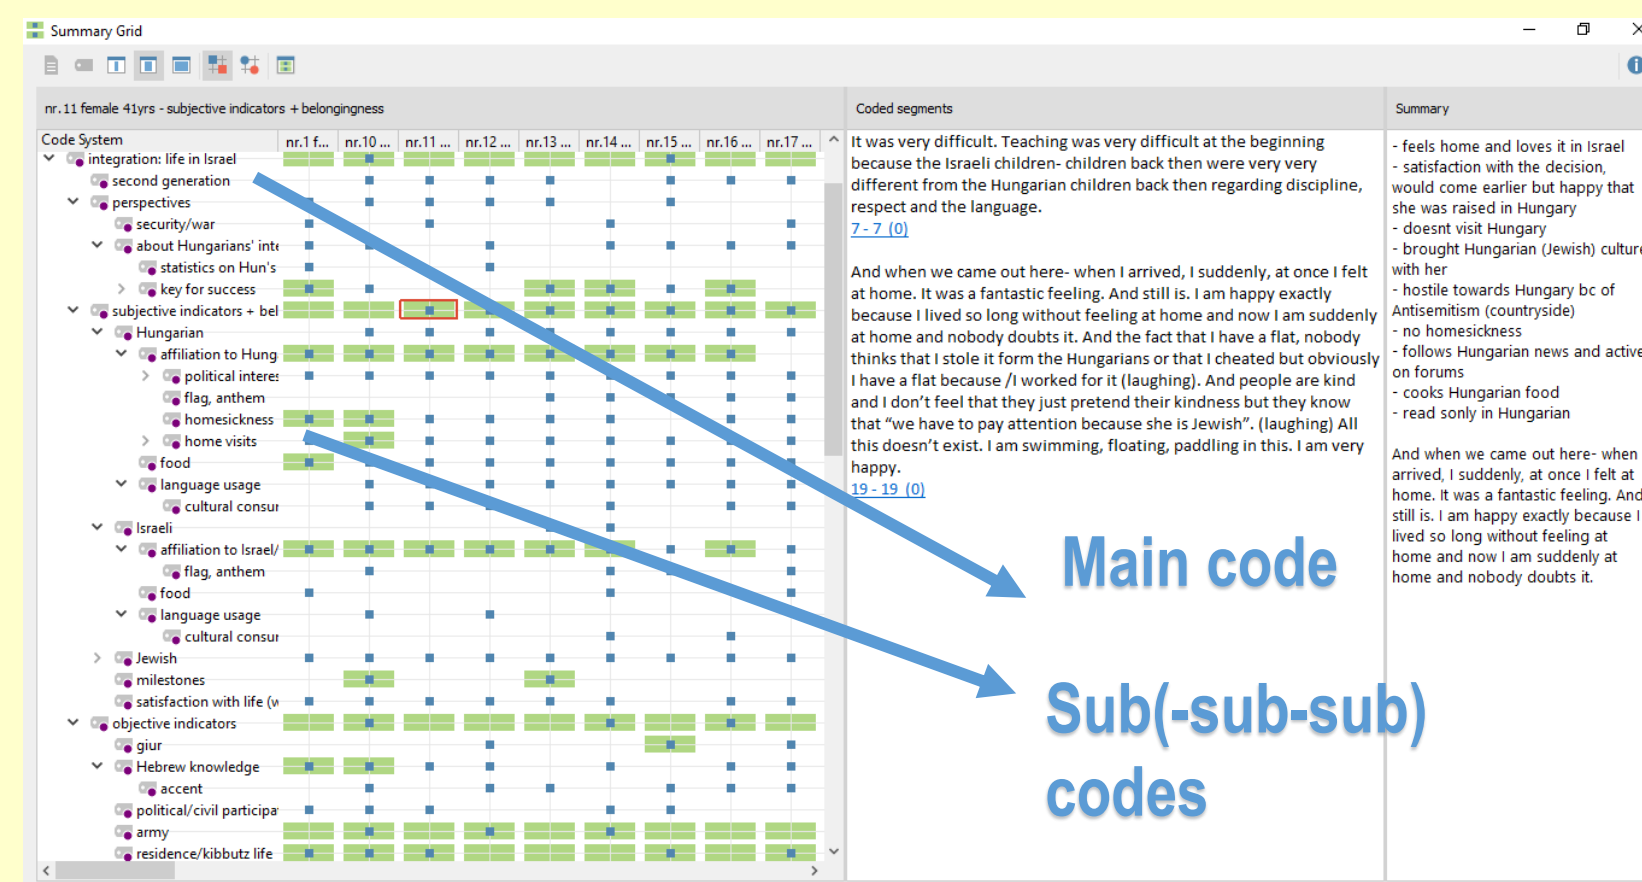 Summary Grid
nr.11 female 41yrs - subjective indicators + belongingness
Coded segments
Summary
Code System
nr.1 f... nr.10 ... nr.11 ... nr.12 ... nr.13 ... nr.14 ... nr.15 ... nr.16 ... nr.17 ...
integration: life in Israel
second generation
perspectives
security/war
about Hungarians' inte
statistics on Hun's
key for success
subjective indicators + bel
Hungarian
affiliation to Hung
political interes
flag, anthem
homesickness
home visits
food
language usage
cultural consur
Israeli
affiliation to Israel/
flag, anthem
food
language usage
cultural consur
Jewish
milestones
satisfaction with life (w
objective indicators
giur
Hebrew knowledge
accent
political/civil participa
army
residence/kibbutz life
It was very difficult. Teaching was very difficult at the beginning
because the Israeli children- children back then were very very
different from the Hungarian children back then regarding discipline,
respect and the language.
7 - 7 (0)
And when we came out here- when I arrived, I suddenly, at once I felt
at home. It was a fantastic feeling. And still is. I am happy exactly
because I lived so long without feeling at home and now I am suddenly
at home and nobody doubts it. And the fact that I have a flat, nobody
thinks that I stole it form the Hungarians or that I cheated but obviously
I have a flat because /I worked for it (laughing). And people are kind
and I don't feel that they just pretend their kindness but they know
that “we have to pay attention because she is Jewish”. (laughing) All
this doesn't exist. I am swimming, floating, paddling in this. I am very
happy.
19 - 19 (0)
Main code
Sub(-sub-sub)
codes
- feels home and loves it in Israel
- satisfaction with the decision,
would come earlier but happy that
she was raised in Hungary
- doesnt visit Hungary
- brought Hungarian (Jewish) culture
with her
- hostile towards Hungary bc of
Antisemitism (countryside)
- no homesickness
- follows Hungarian news and active
on forums
- cooks Hungarian food
- read sonly in Hungarian
And when we came out here- when
arrived, I suddenly, at once I felt at
home. It was a fantastic feeling. And
still is. I am happy exactly because I
lived so long without feeling at
home and now I am suddenly at
home and nobody doubts it.